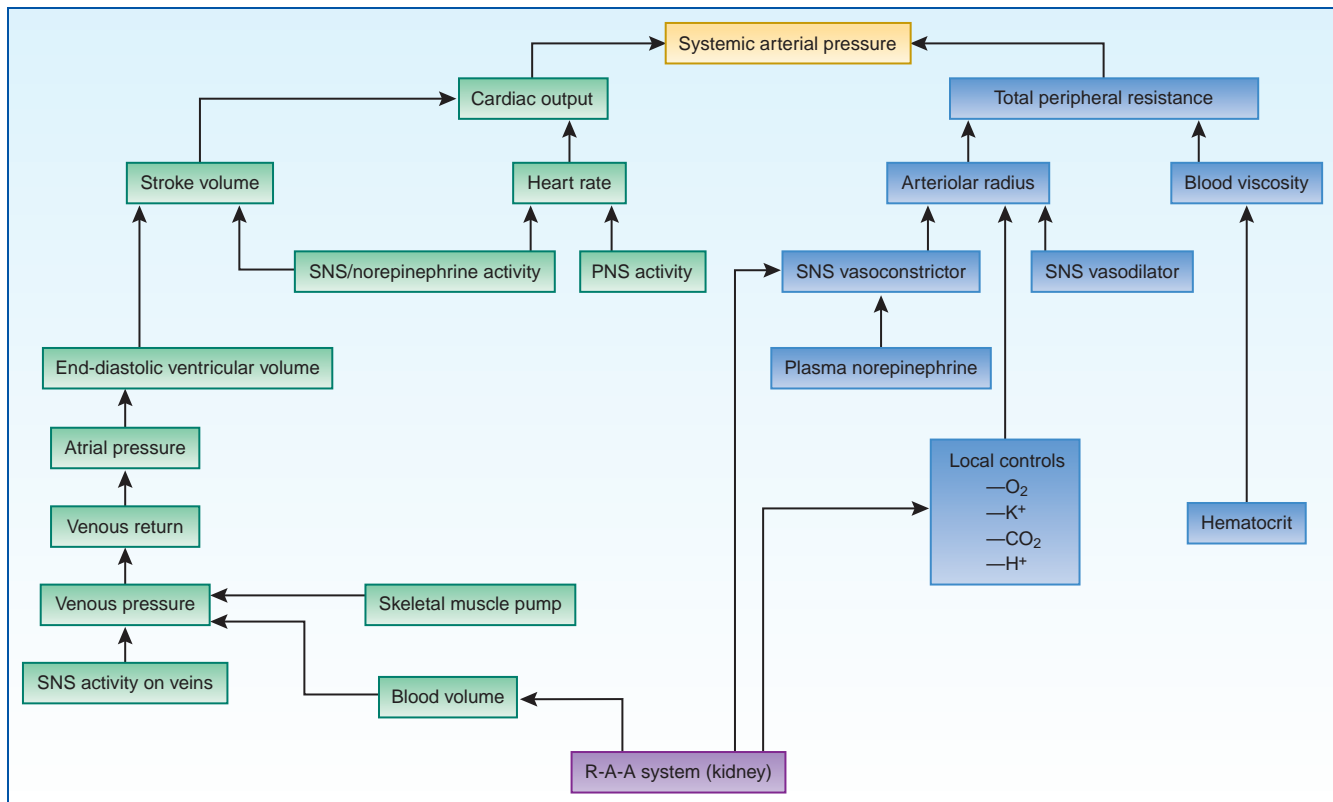 Systemic arterial pressure
Cardiac output
Total peripheral resistance
Stroke volume
Heart rate
Arteriolar radius
Blood viscosity
SNS/norepinephrine activity
PNS activity
SNS vasoconstrictor
SNS vasodilator
End-diastolic ventricular volume
Plasma norepinephrine
Atrial pressure
Local controls
—O₂
—K⁺
—CO₂
—H⁺
Venous return
Hematocrit
Venous pressure
Skeletal muscle pump
SNS activity on veins
Blood volume
R-A-A system (kidney)